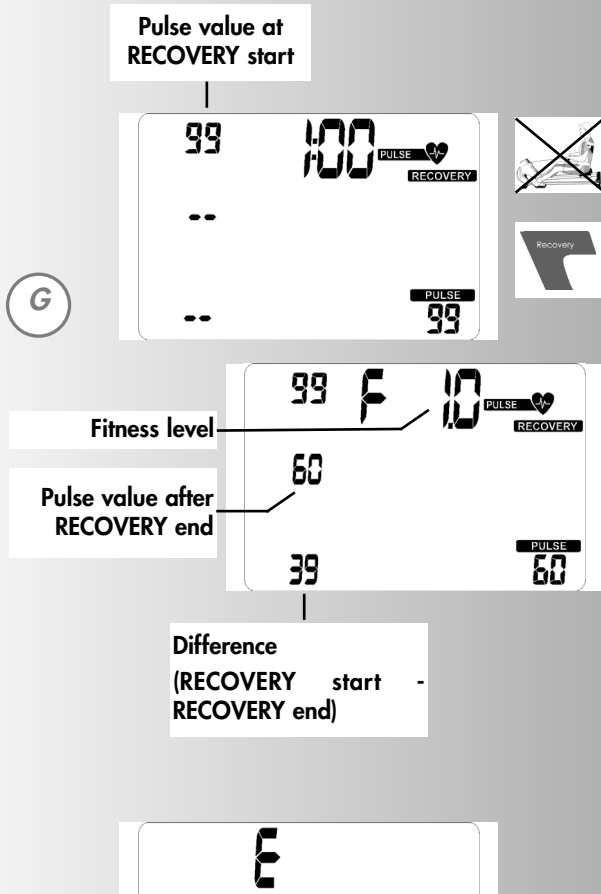 Pulse value at
RECOVERY start
99 1:00 PULSE
RECOVERY
--
Recovery
G
PULSE
-- 99
99 F 1.0 PULSE
RECOVERY
Fitness level
60
Pulse value after
RECOVERY end
PULSE
39 60
Difference
(RECOVERY start -
RECOVERY end)
E